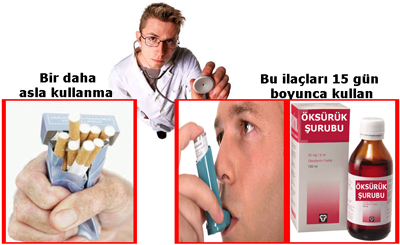 Bir daha
asla kullanma
Bu ilaçları 15 gün
boyunca kullan
ÖKSÜRÜK
ŞURUBU
ÖKSÜRÜK
ŞURUBU